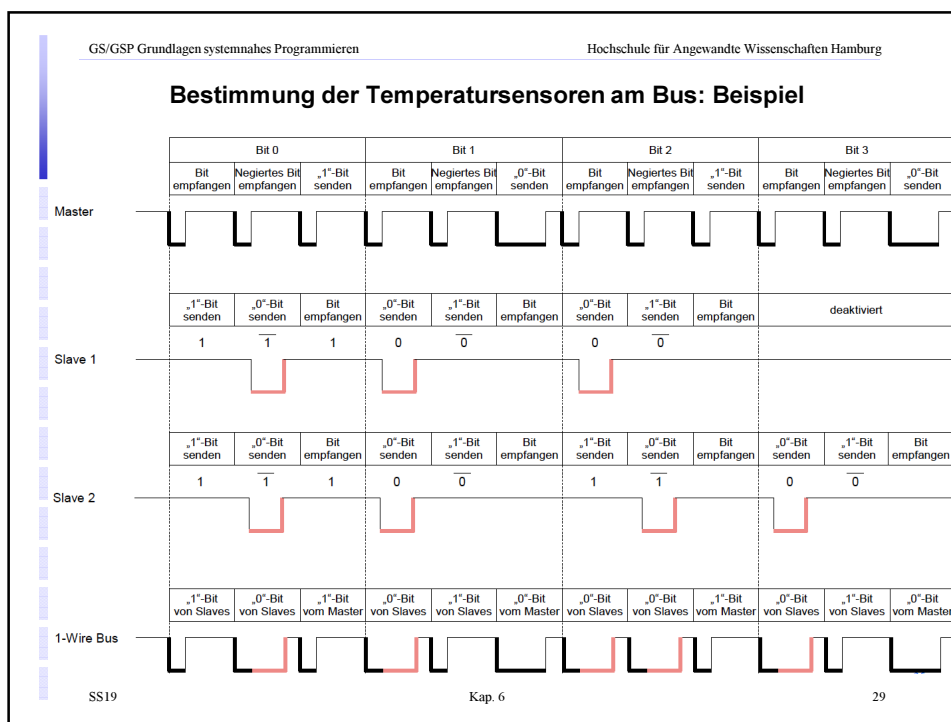 GS/GSP Grundlagen systemnahes Programmieren Hochschule für Angewandte Wissenschaften Hamburg
Bestimmung der Temperatursensoren am Bus: Beispiel
Bit 0 Bit 1 Bit 2 Bit 3
Bit Negiertes Bit „1“-Bit Bit Negiertes Bit „0“-Bit Bit Negiertes Bit „1“-Bit Bit Negiertes Bit „0“-Bit
empfangen empfangen senden empfangen empfangen senden empfangen empfangen senden empfangen empfangen senden
Master
„1“-Bit „0“-Bit Bit „0“-Bit „1“-Bit Bit „0“-Bit „1“-Bit Bit deaktiviert
senden senden empfangen senden senden empfangen senden senden empfangen
1 1 1 0 0 0 0
Slave 1
„1“-Bit „0“-Bit Bit „0“-Bit „1“-Bit Bit „1“-Bit „0“-Bit Bit „0“-Bit „1“-Bit Bit
senden senden empfangen senden senden empfangen senden senden empfangen senden senden empfangen
1 1 1 0 0 1 1 0 0
Slave 2
„1“-Bit „0“-Bit „1“-Bit „0“-Bit „1“-Bit „0“-Bit „0“-Bit „0“-Bit „1“-Bit „0“-Bit „1“-Bit „0“-Bit
von Slaves von Slaves vom Master von Slaves von Slaves vom Master von Slaves von Slaves vom Master von Slaves von Slaves vom Master
1-Wire Bus
SS19 Kap. 6 29